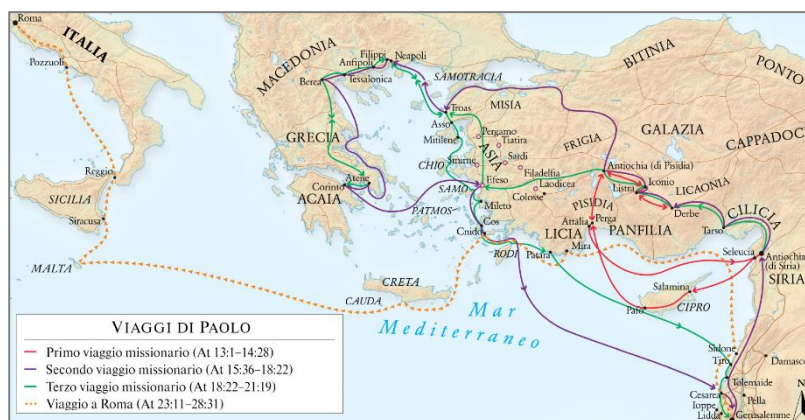 Roma
ITALIA
Pozzuoli
Reggio
SICILIA
Siracusa
MALTA
MACEDONIA
Filippi
Neapoli
Anfipoli
Tessalonica
Berea
SAMOTRACIA
GRECIA
Atene
Corinto
ACAIA
BITINIA
PONTO
MISIA
Troas
Asso
Mitilene
Pergamo
Tiatira
ASIA
Sardi
Smirne
Filadelfia
CHIO
FRIGIA
GALAZIA
CAPPADOC
Antiochia (di Pisidia)
Iconio
Listra
LICAONIA
Derbe
Efeso
Laodicea
Colosse
SAMO
PATMOS
Mileto
PISIDIA
Attalia
Perga
PANFILIA
LICIA
Cos
Cnido
RODI
Patara
Mira
CILICIA
Tarso
Seleucia
Antiochia
(di Siria)
SIRIA
Salamina
CIPRO
Pafo
CRETA
CAUDA
Mar
Mediterraneo
Sidone
Tiro
Damasco
Tolemaide
Cesarea
Pella
Ioppe
Lidda
Gerusalemme
VIAGGI DI PAOLO
Primo viaggio missionario (At 13:1–14:28)
Secondo viaggio missionario (At 15:36–18:22)
Terzo viaggio missionario (At 18:22–21:19)
Viaggio a Roma (At 23:11–28:31)